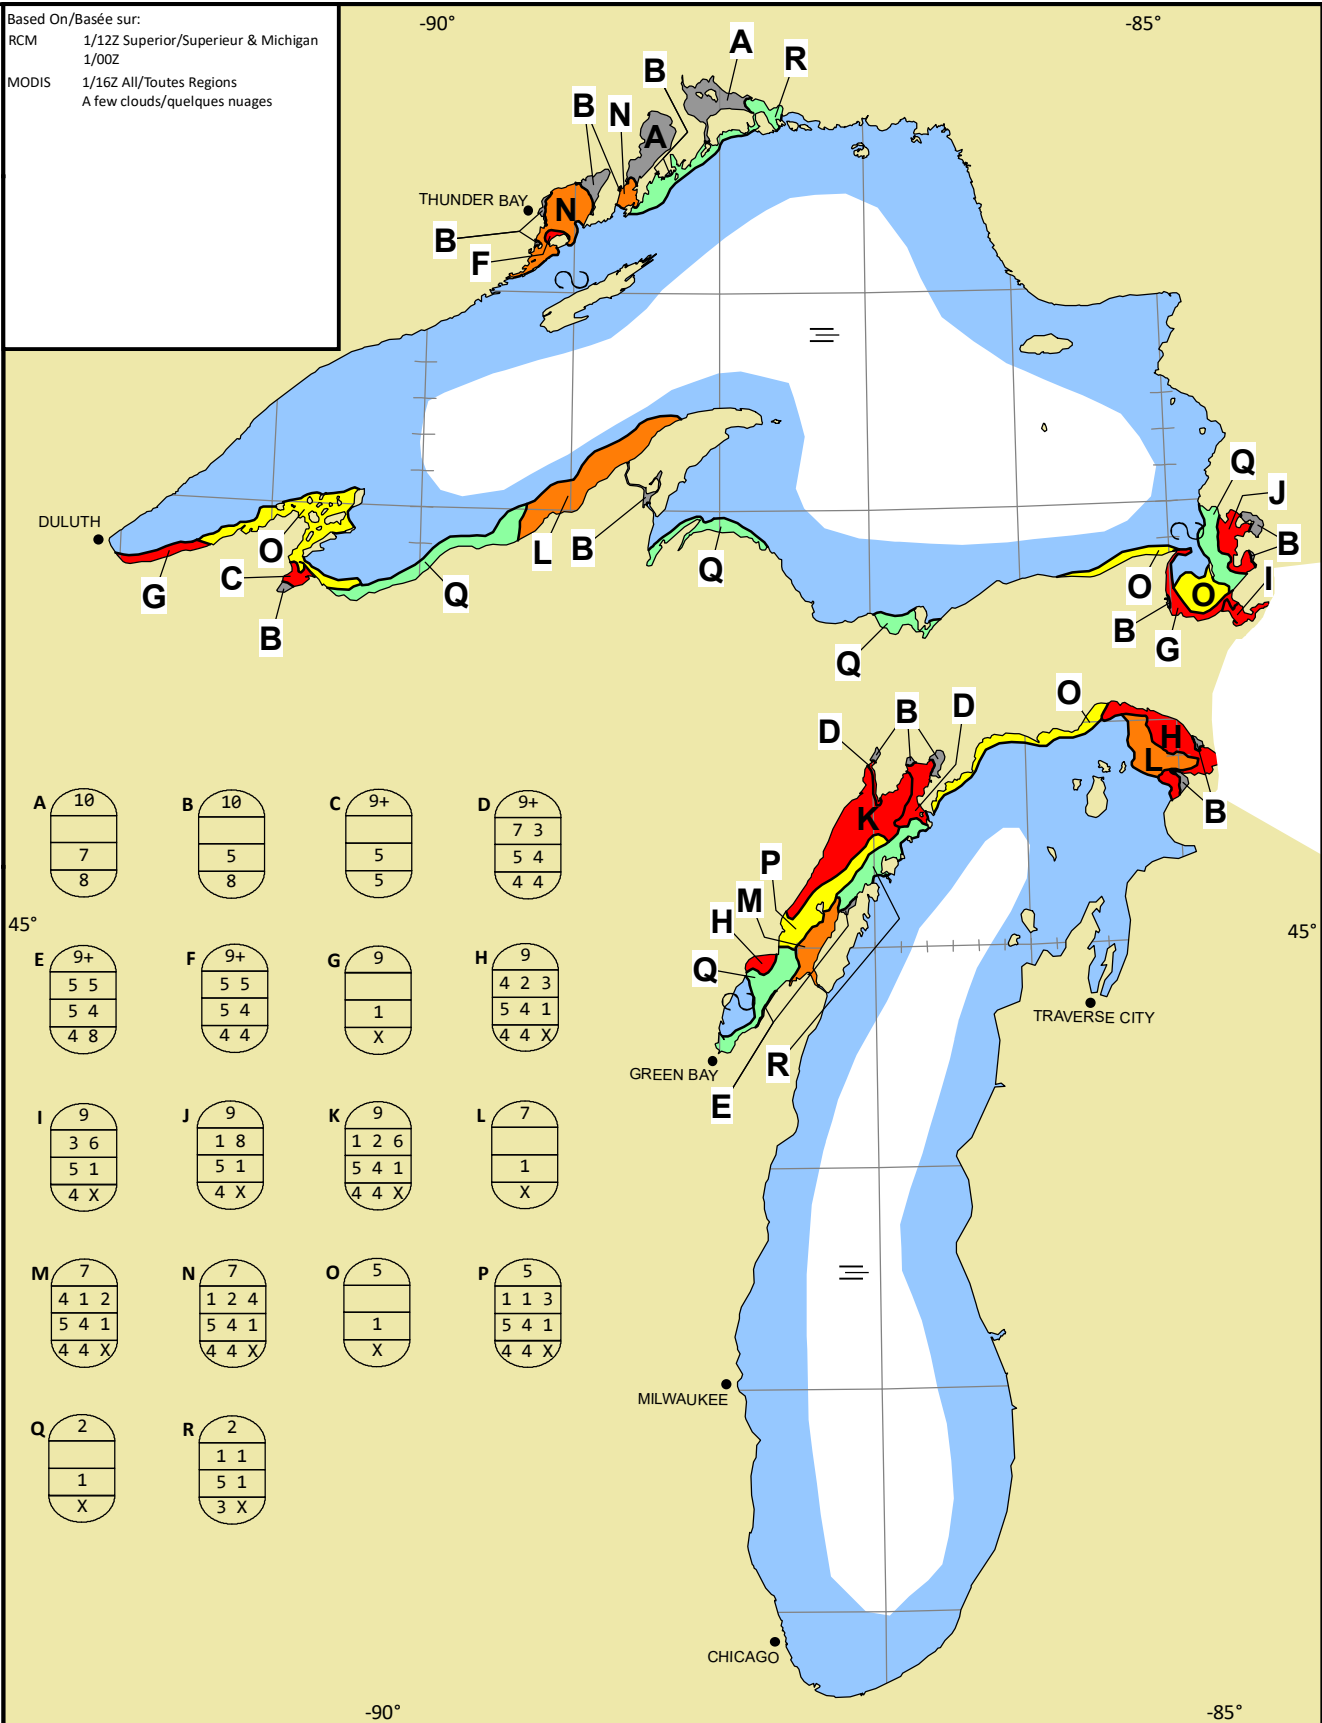 Based On/Basée sur:
RCM 1/12Z Superior/Superieur & Michigan
1/00Z
MODIS 1/16Z All/Toutes Regions
A few clouds/quelques nuages
-90°
-85°
A
R
B
B
N
A
THUNDER BAY
N
B
F
Q
J
DULUTH
B
O
L
B
Q
I
C
O
O
G
Q
B
B
G
Q
O
D
B
D
H
L
B
K
P
M
H
Q
R
E
45°
45°
TRAVERSE CITY
GREEN BAY
MILWAUKEE
CHICAGO
-90°
-85°
A 10
7
8
B 10
5
8
C 9+
5
5
D 9+
7 3
5 4
4 4
E 9+
5 5
5 4
4 8
F 9+
5 5
5 4
4 4
G 9
1
X
H 9
4 2 3
5 4 1
4 4 X
I 9
3 6
5 1
4 X
J 9
1 8
5 1
4 X
K 9
1 2 6
5 4 1
4 4 X
L 7
1
X
M 7
4 1 2
5 4 1
4 4 X
N 7
1 2 4
5 4 1
4 4 X
O 5
1
X
P 5
1 1 3
5 4 1
4 4 X
Q 2
1
X
R 2
1 1
5 1
3 X